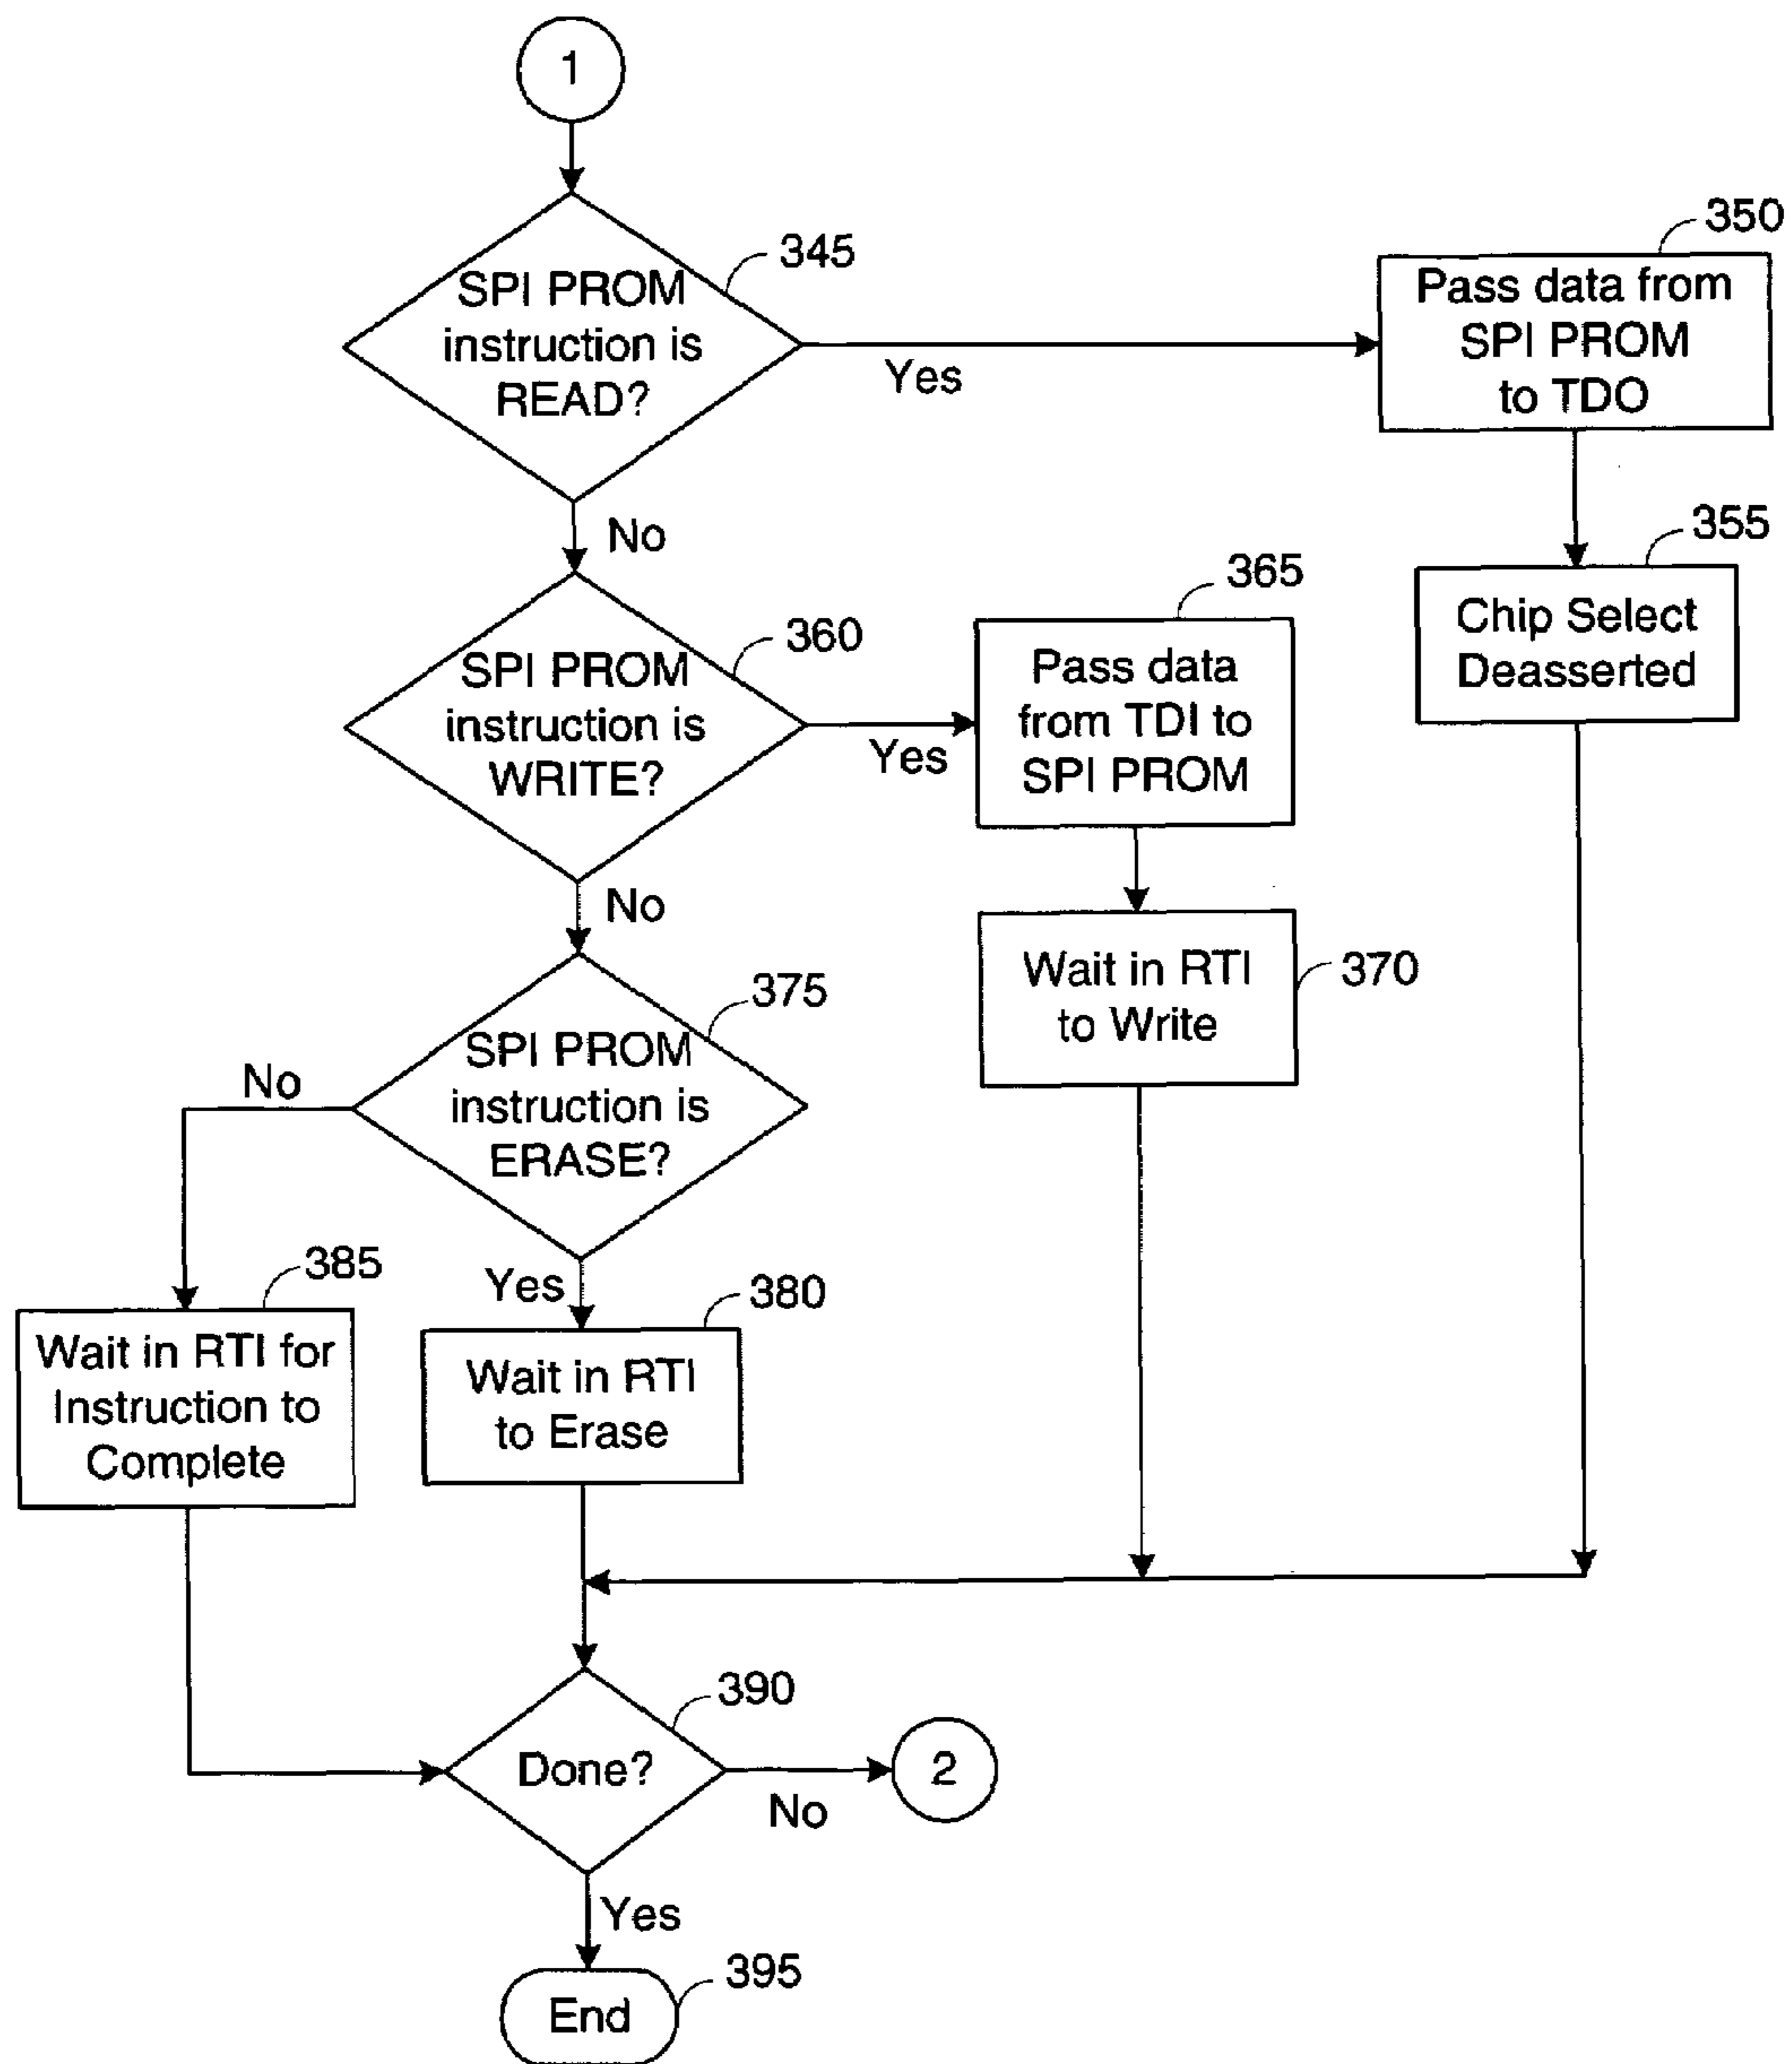 1
345
SPI PROM
instruction is
READ?
Yes
No
350
Pass data from
SPI PROM
to TDO
355
Chip Select
Deasserted
360
SPI PROM
instruction is
WRITE?
Yes
No
365
Pass data
from TDI to
SPI PROM
370
Wait in RTI
to Write
375
SPI PROM
instruction is
ERASE?
No
Yes
385
Wait in RTI for
Instruction to
Complete
380
Wait in RTI
to Erase
390
Done?
No
2
Yes
395
End